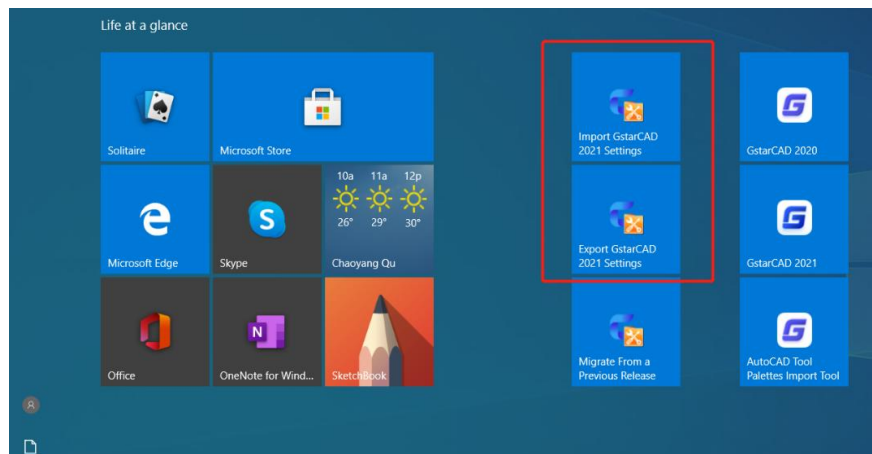 Life at a glance
Solitaire
Microsoft Store
Import GstarCAD
2021 Settings
GstarCAD 2020
10a 11a 12p
26° 29° 30°
Microsoft Edge
Skype
Chaoyang Qu
Export GstarCAD
2021 Settings
GstarCAD 2021
Office
N
OneNote for Wind...
SketchBook
Migrate From a
Previous Release
AutoCAD Tool
Palettes Import Tool